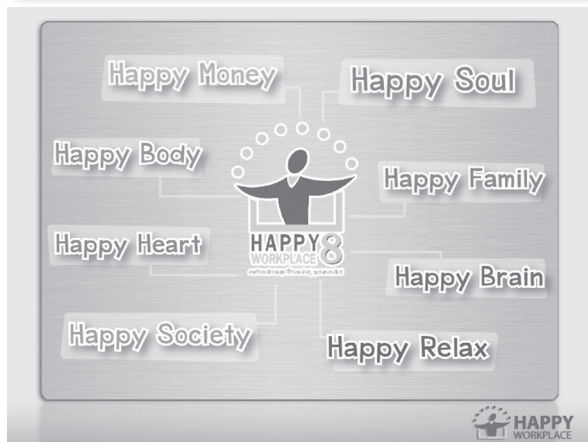 Happy Money
Happy Soul
Happy Body
Happy Family
Happy Heart
HAPPY 8
WORKPLACE
Happy Brain
Happy Society
Happy Relax
HAPPY
WORKPLACE